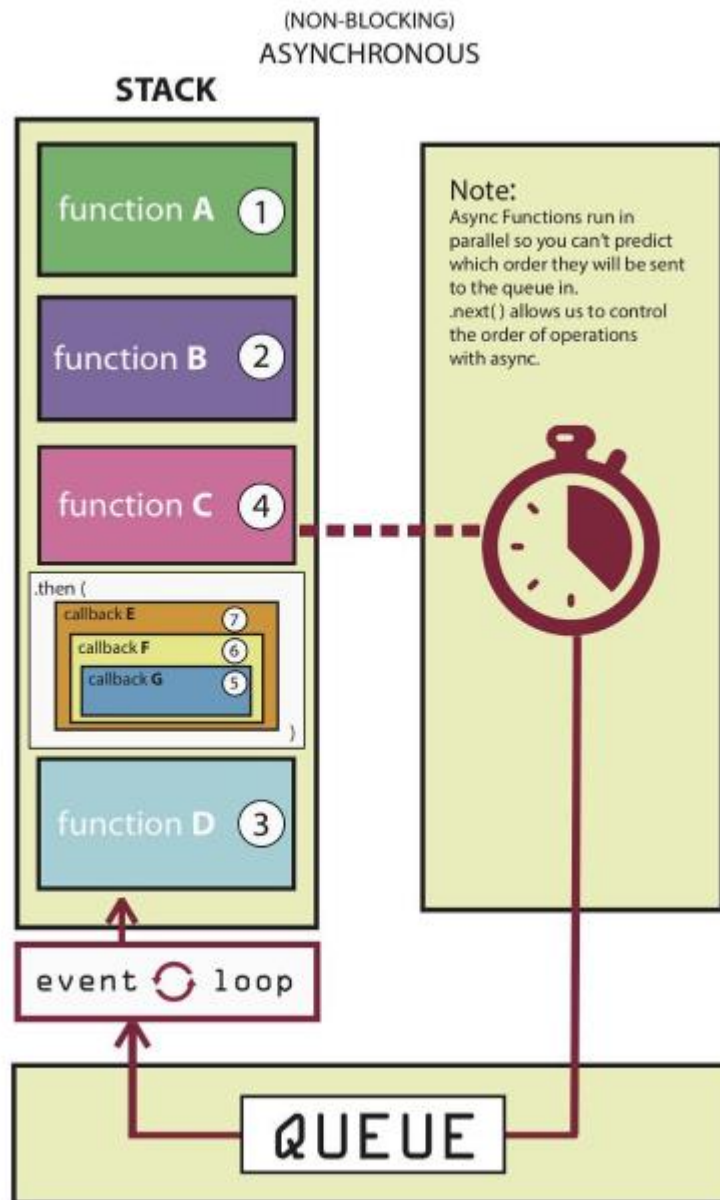 (NON-BLOCKING)
ASYNCHRONOUS
STACK
function A 1
function B 2
function C 4
.then (
callback E 7
callback F 6
callback G 5
)
function D 3
event loop
Note:
Async Functions run in
parallel so you can't predict
which order they will be sent
to the queue in.
.next( ) allows us to control
the order of operations
with async.
QUEUE